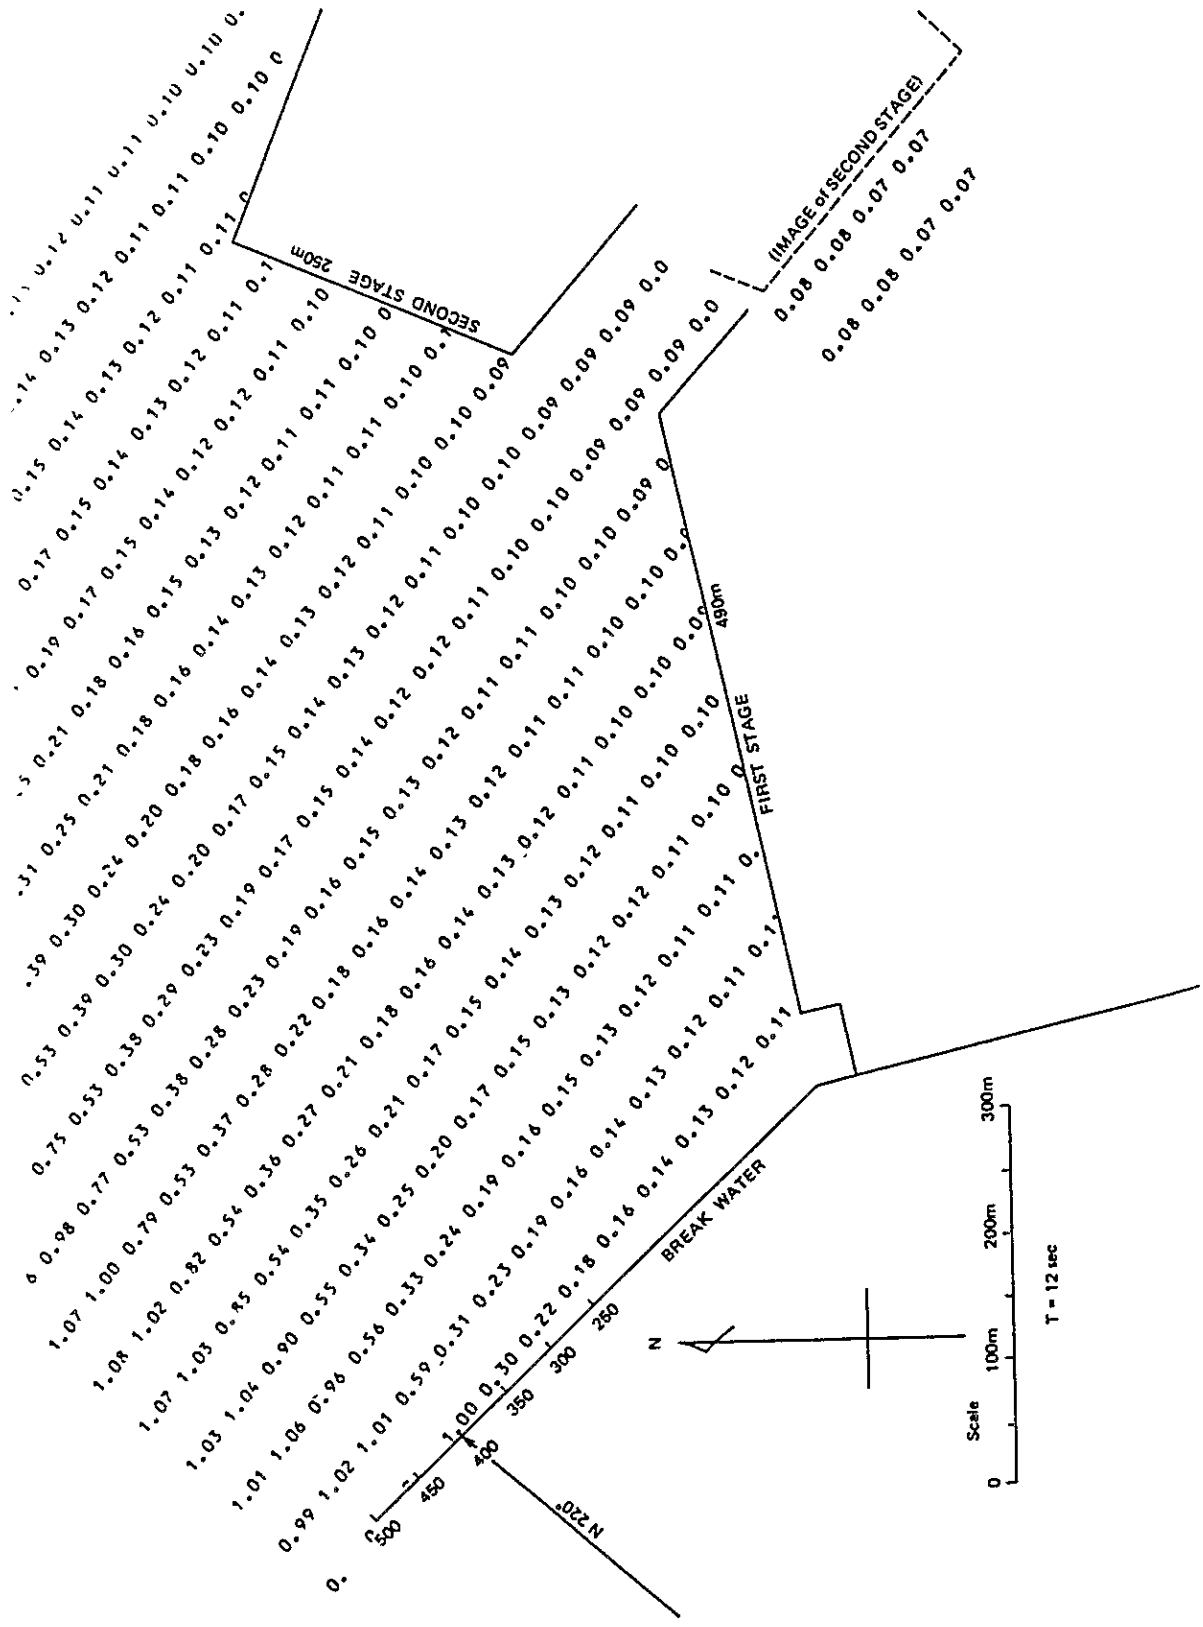 0.12 0.11 0.11 0.10 0.10 0.
.14 0.13 0.12 0.11 0.11 0.10 0.10 0
0.15 0.14 0.13 0.12 0.11 0.11 0
0.17 0.15 0.14 0.13 0.12 0.11 0.1
0.19 0.17 0.15 0.14 0.12 0.12 0.11 0.10
5 0.21 0.18 0.16 0.15 0.13 0.12 0.11 0.11 0.10 0
.31 0.25 0.21 0.18 0.16 0.14 0.13 0.12 0.11 0.11 0.10 0.1
.39 0.30 0.24 0.20 0.18 0.16 0.14 0.13 0.12 0.11 0.10 0.10 0.09
0.53 0.39 0.30 0.24 0.20 0.17 0.15 0.14 0.13 0.12 0.11 0.10 0.10 0.09 0.09 0.09 0.0
0.75 0.53 0.38 0.29 0.23 0.19 0.17 0.15 0.14 0.12 0.12 0.11 0.10 0.10 0.09 0.09 0.09 0.0
6 0.98 0.77 0.53 0.38 0.28 0.23 0.19 0.16 0.15 0.13 0.12 0.11 0.11 0.10 0.10 0.09 0
1.07 1.00 0.79 0.53 0.37 0.28 0.22 0.18 0.16 0.14 0.13 0.12 0.11 0.11 0.10 0.10 0.0
1.08 1.02 0.82 0.54 0.36 0.27 0.21 0.18 0.16 0.14 0.13 0.12 0.11 0.10 0.10 0.09
1.07 1.03 0.85 0.54 0.35 0.26 0.21 0.17 0.15 0.14 0.13 0.12 0.11 0.10 0.10
1.03 1.04 0.90 0.55 0.34 0.25 0.20 0.17 0.15 0.13 0.12 0.12 0.11 0.10 0
1.01 1.06 0.96 0.56 0.33 0.24 0.19 0.16 0.15 0.13 0.12 0.11 0.11 0.
0.99 1.02 1.01 0.59 0.31 0.23 0.19 0.16 0.14 0.13 0.12 0.11 0.1
0.
1.00 0.30 0.22 0.18 0.16 0.14 0.13 0.12 0.11
SECOND STAGE 250m
(IMAGE of SECOND STAGE)
0.08 0.08 0.07 0.07
0.08 0.08 0.07 0.07
FIRST STAGE 490m
500 450 400 350 300 250
BREAK WATER
N 220°
N
Scale
0 100m 200m 300m
T = 12 sec